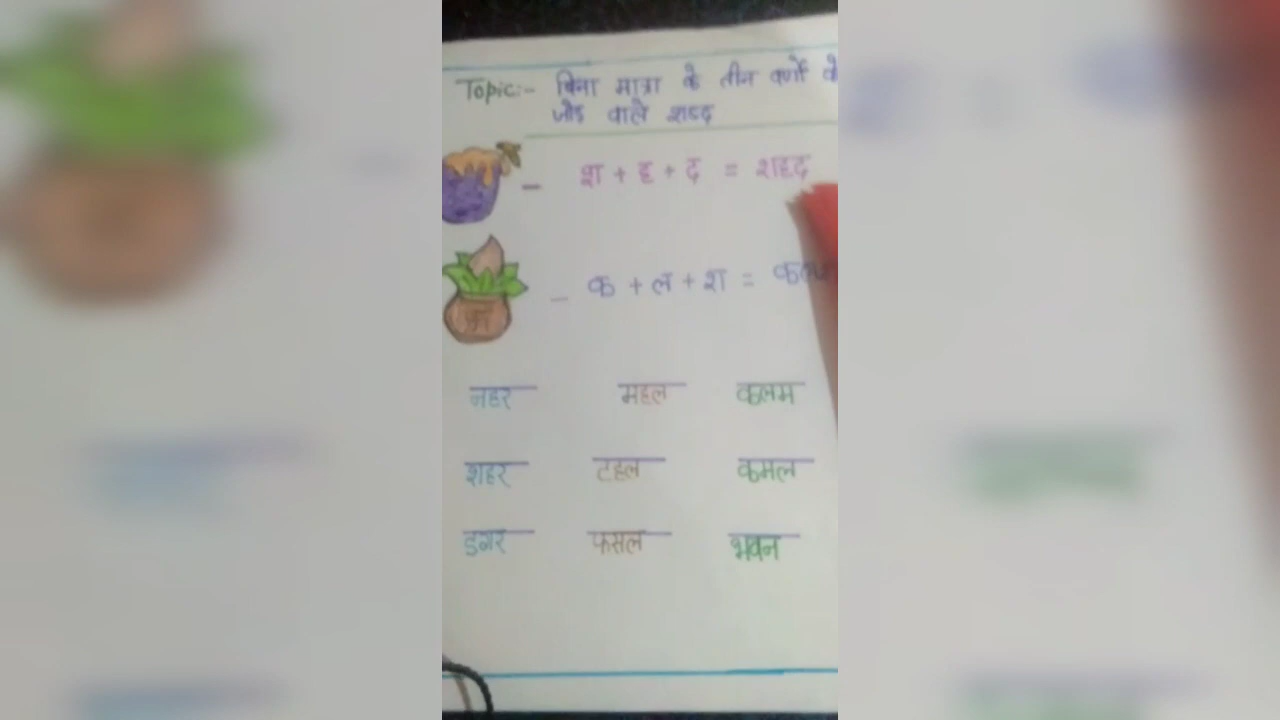 Topic:- बिना मात्रा के तीन वर्णों के
जोड़ वाले शब्द
- श + ह + द = शहद
- क + ल + श =
नहर महल कलम
शहर टहल कमल
डगर फसल भवन